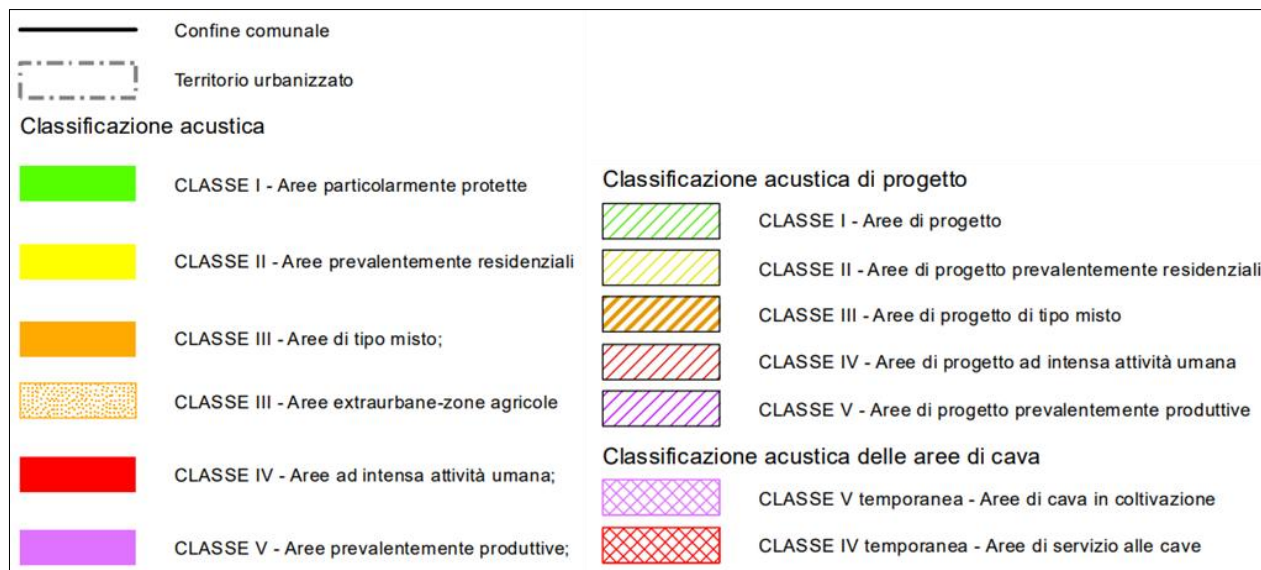 Confine comunale
Territorio urbanizzato
Classificazione acustica
CLASSE I - Aree particolarmente protette
CLASSE II - Aree prevalentemente residenziali
CLASSE III - Aree di tipo misto;
CLASSE III - Aree extraurbane-zone agricole
CLASSE IV - Aree ad intensa attività umana;
CLASSE V - Aree prevalentemente produttive;
Classificazione acustica di progetto
CLASSE I - Aree di progetto
CLASSE II - Aree di progetto prevalentemente residenziali
CLASSE III - Aree di progetto di tipo misto
CLASSE IV - Aree di progetto ad intensa attività umana
CLASSE V - Aree di progetto prevalentemente produttive
Classificazione acustica delle aree di cava
CLASSE V temporanea - Aree di cava in coltivazione
CLASSE IV temporanea - Aree di servizio alle cave